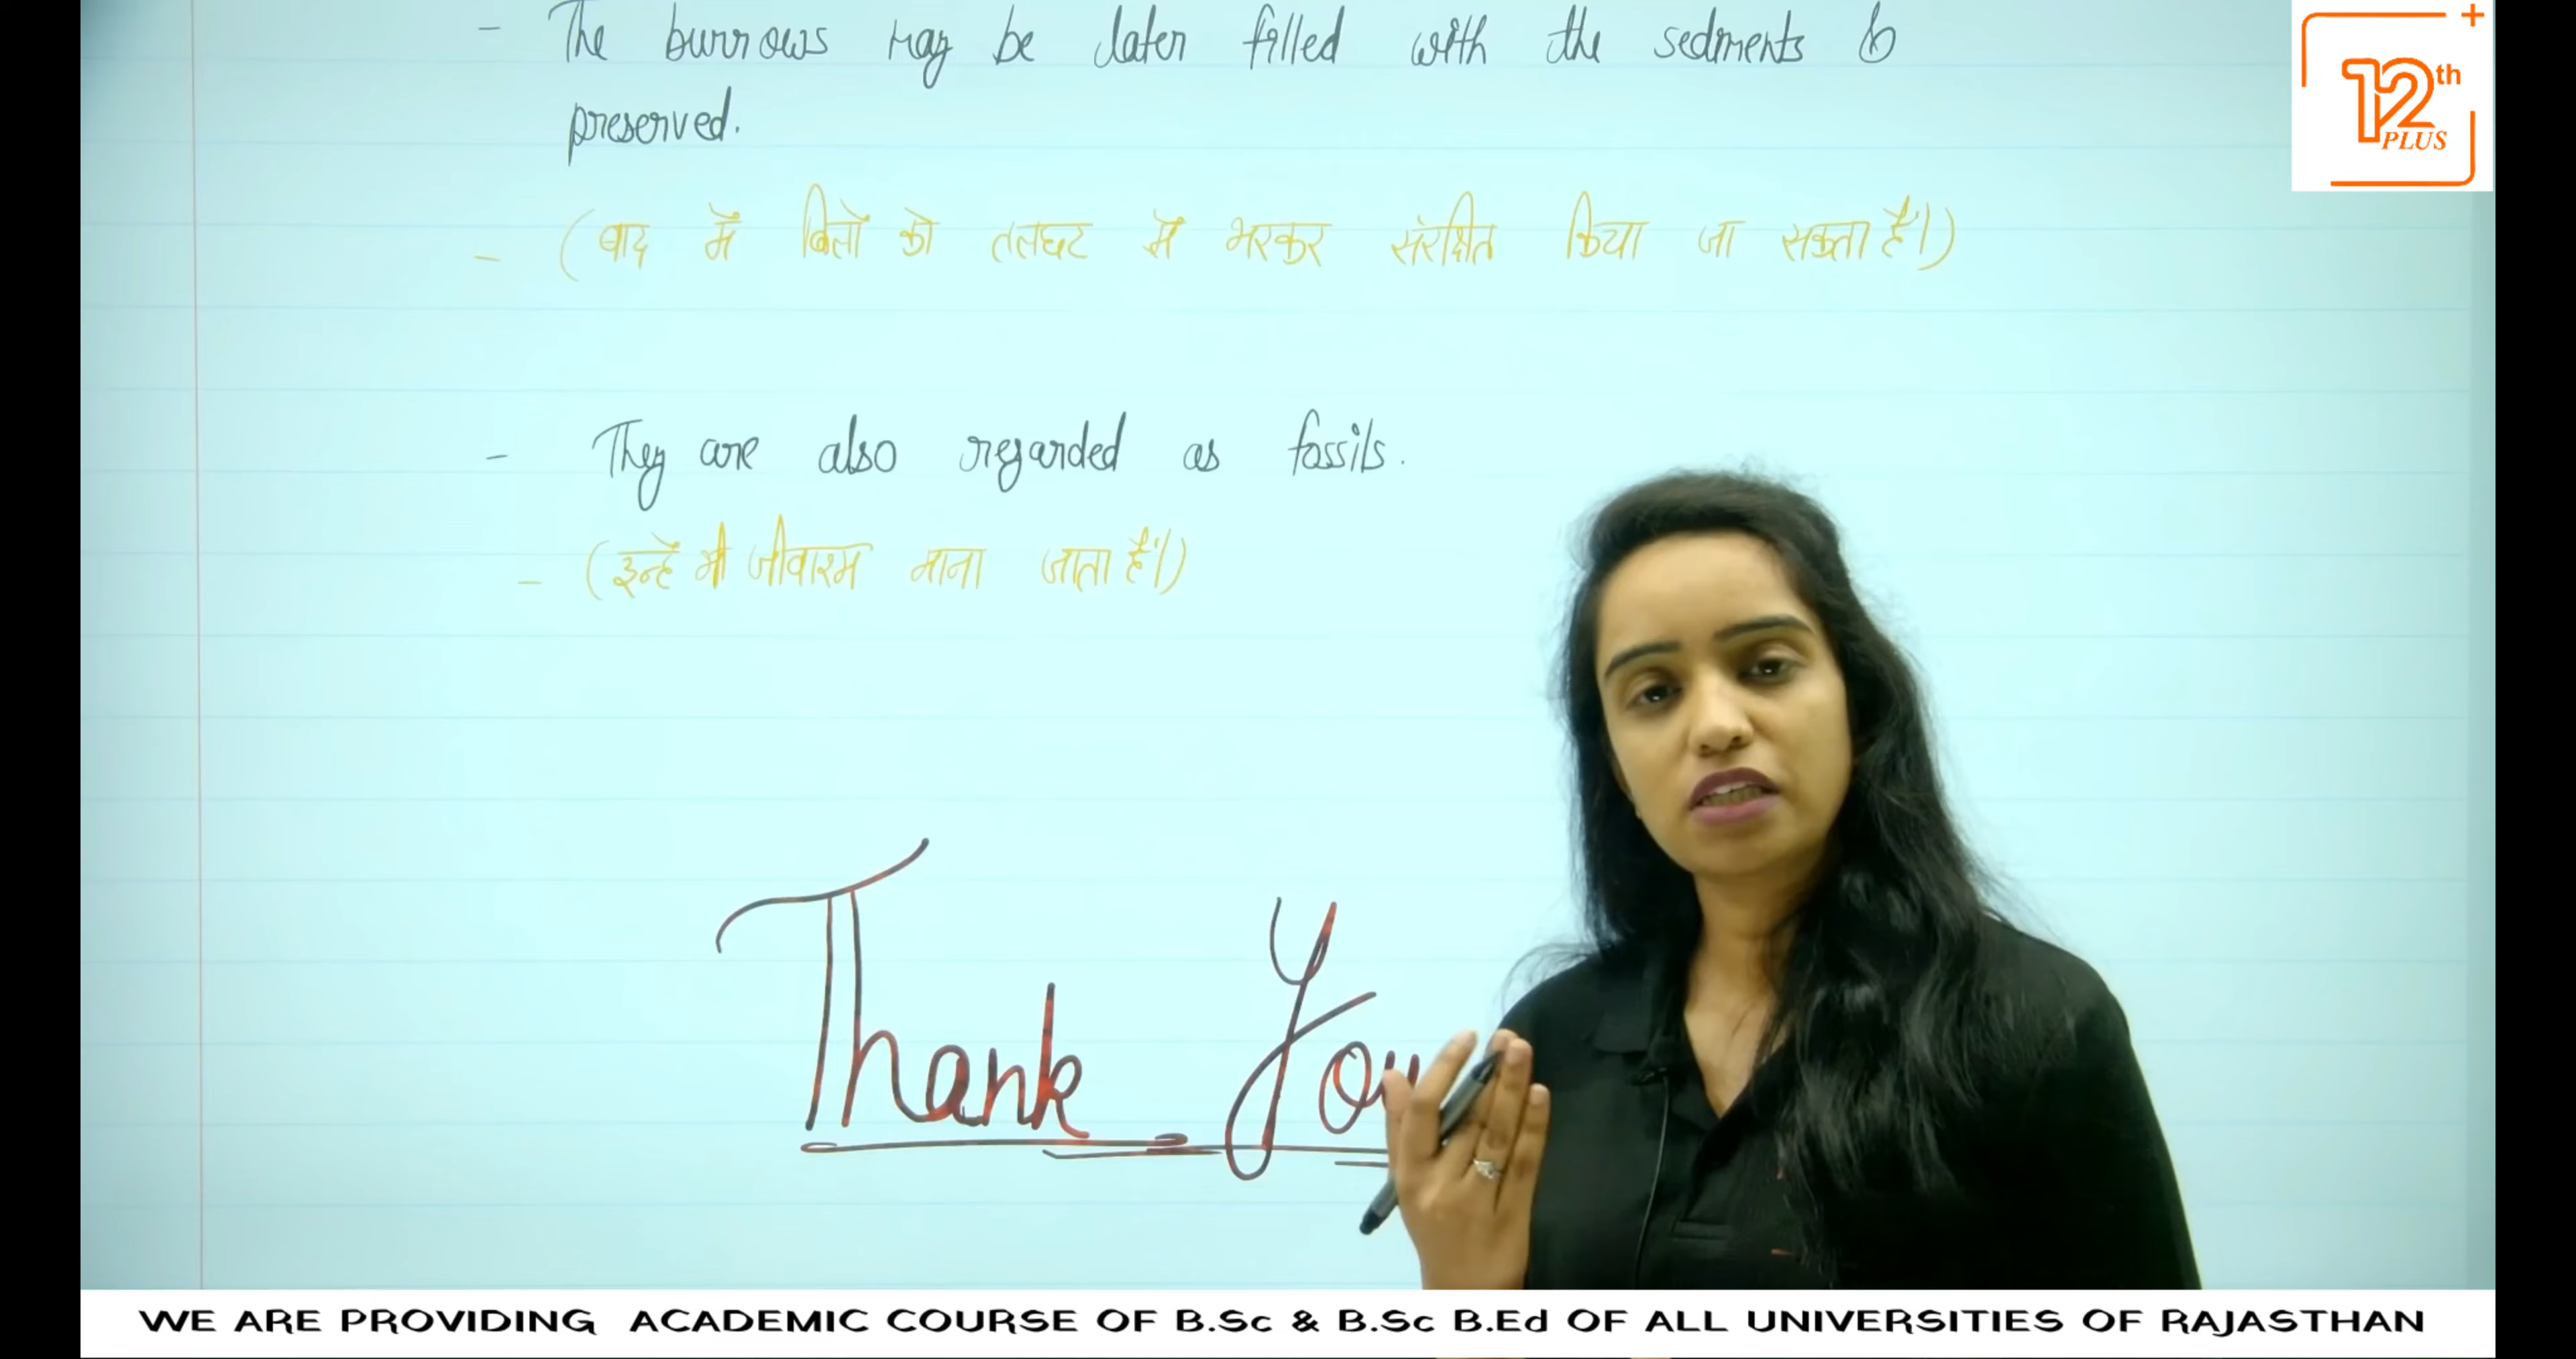 - The burrows may be later filled with the sediments &
preserved.
12th
PLUS
- (बाद में बिलों को तलछट में भरकर संरक्षित किया जा सकता हैं।)
- They are also regarded as fossils.
- (इन्हें भी जीवाश्म माना जाता हैं।)
Thank You
WE ARE PROVIDING ACADEMIC COURSE OF B.Sc & B.Sc B.Ed OF ALL UNIVERSITIES OF RAJASTHAN